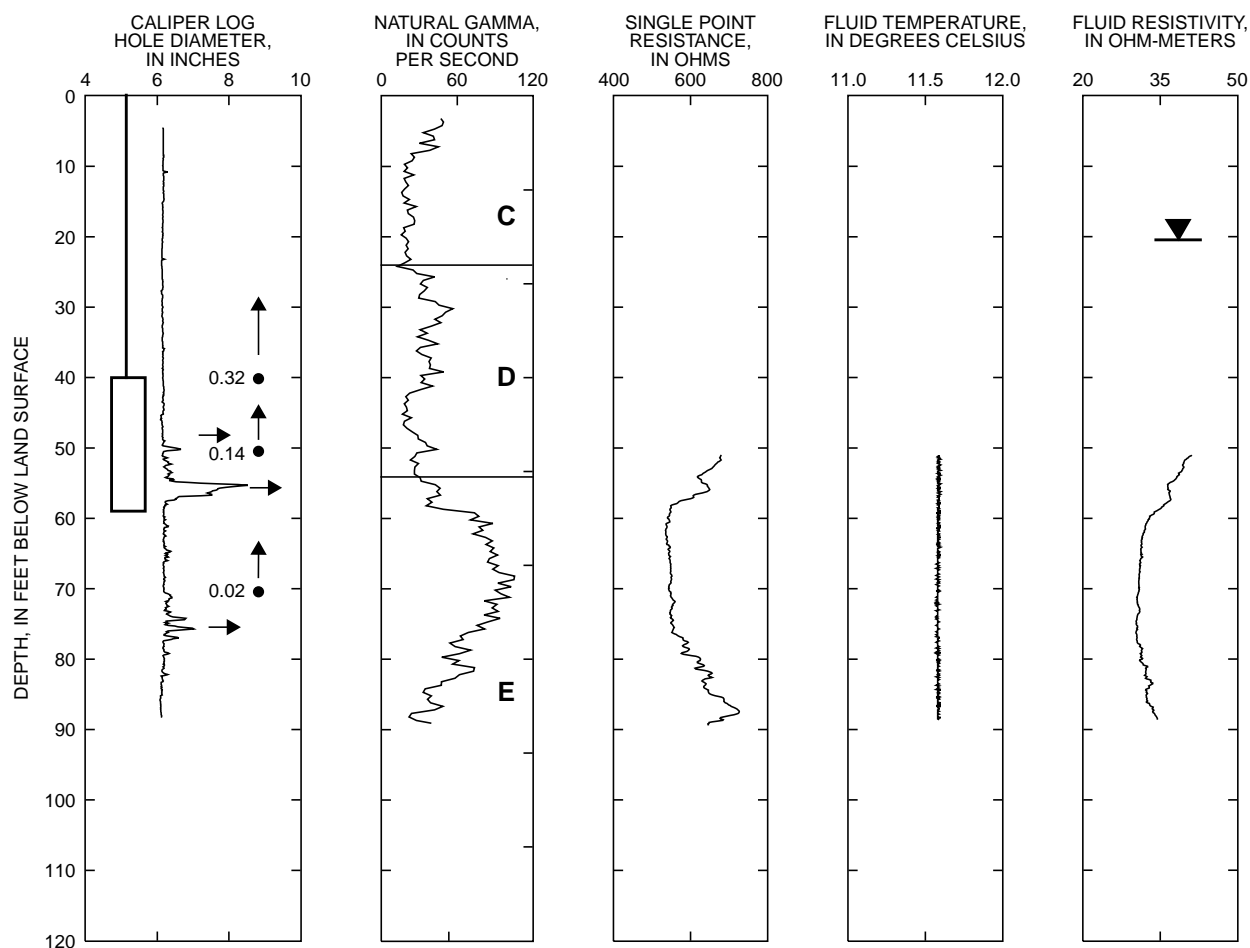 CALIPER LOG
HOLE DIAMETER,
IN INCHES
NATURAL GAMMA,
IN COUNTS
PER SECOND
SINGLE POINT
RESISTANCE,
IN OHMS
FLUID TEMPERATURE,
IN DEGREES CELSIUS
FLUID RESISTIVITY,
IN OHM-METERS
4 6 8 10
0 60 120
400 600 800
11.0 11.5 12.0
20 35 50
DEPTH, IN FEET BELOW LAND SURFACE
0
10
20
30
40
50
60
70
80
90
100
110
120
0.32
0.14
0.02
C
D
E